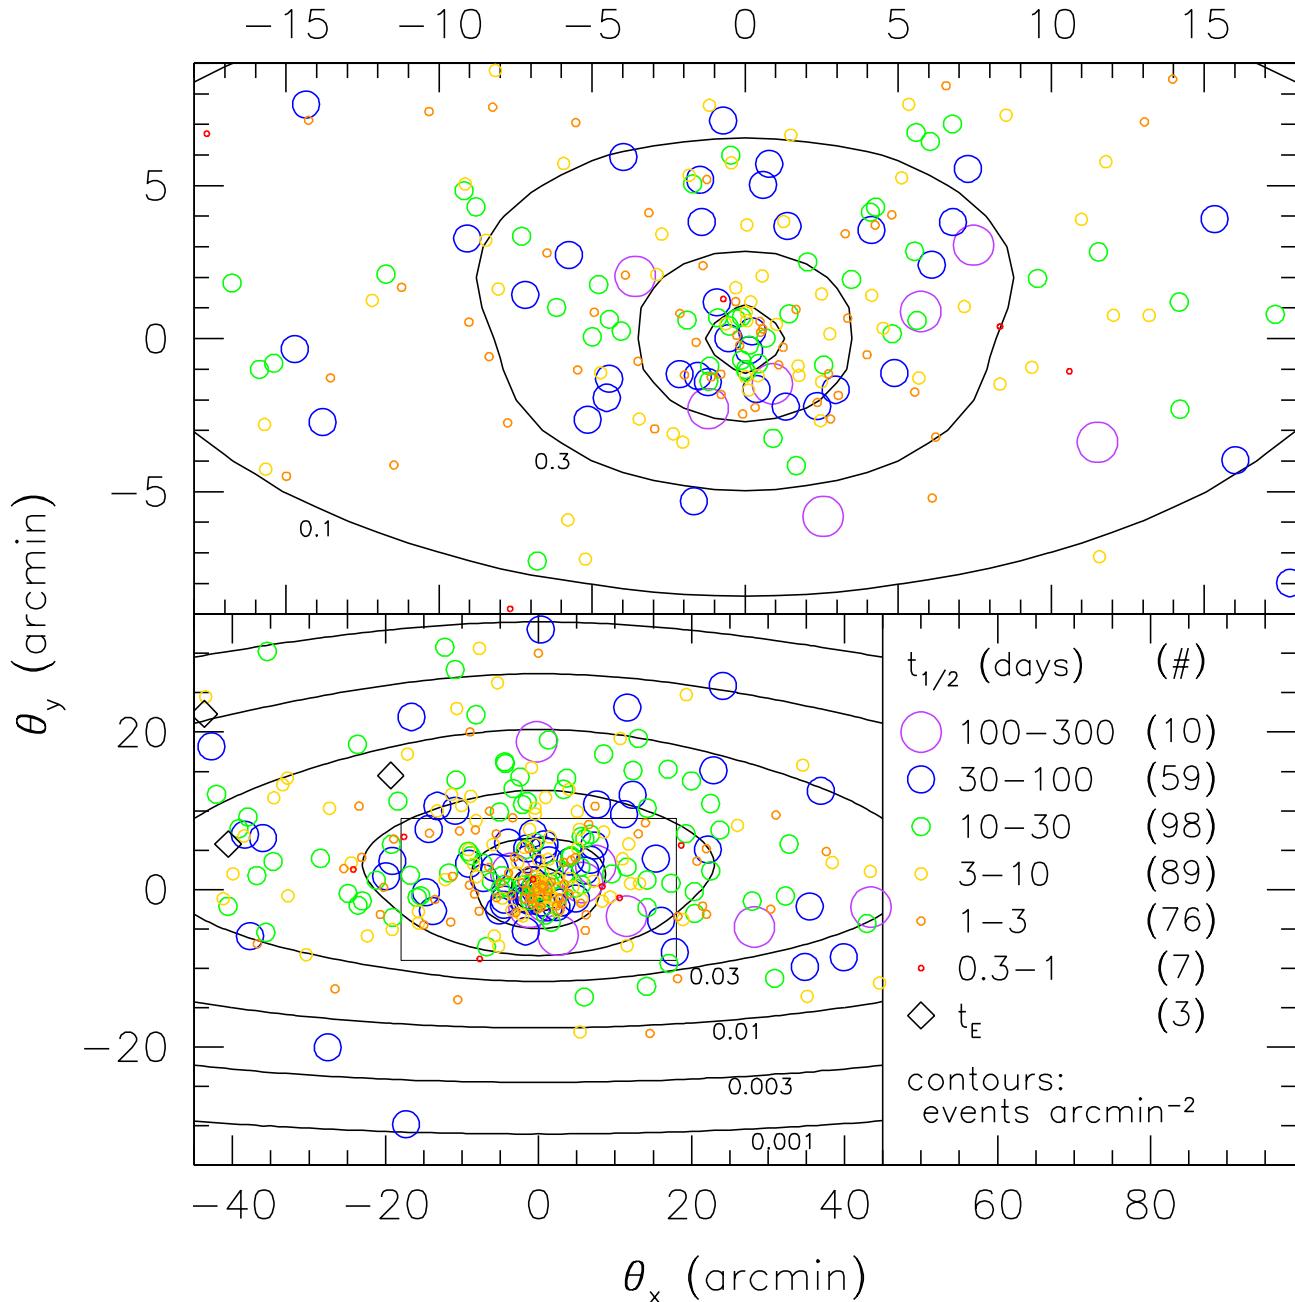 −15 −10 −5 0 5 10 15
5
0
−5
0.3
0.1
θy (arcmin)
20
0
−20
0.03
0.01
0.003
0.001
t1/2 (days) (#)
100−300 (10)
30−100 (59)
10−30 (98)
3−10 (89)
1−3 (76)
0.3−1 (7)
tE (3)
contours:
events arcmin−2
−40 −20 0 20 40 60 80
θx (arcmin)